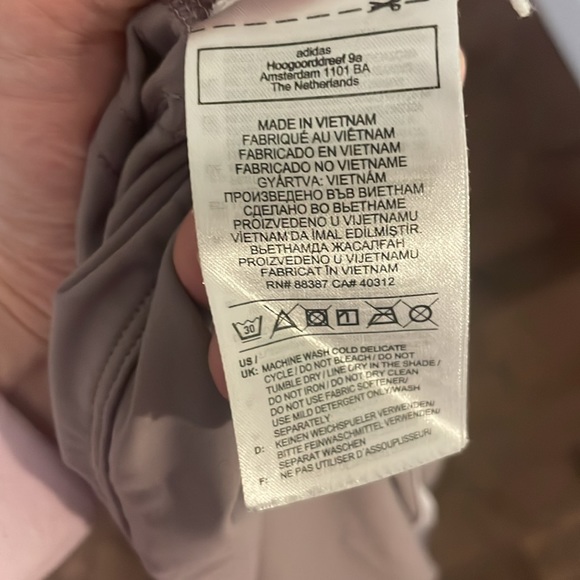 adidas
Hoogoorddreef 9a
Amsterdam 1101 BA
The Netherlands
MADE IN VIETNAM
FABRIQUÉ AU VIÊTNAM
FABRICADO EN VIETNAM
FABRICADO NO VIETNAME
GYÁRTVA: VIETNÁM
ПРОИЗВЕДЕНО ВЪВ ВИЕТНАМ
СДЕЛАНО ВО ВЬЕТНАМЕ
PROIZVEDENO U VIJETNAMU
VİETNAM'DA İMAL EDİLMİŞTİR.
ВЬЕТНАМДА ЖАСАЛҒАН
PROIZVEDENO U VIJETNAMU
FABRICAT ÎN VIETNAM
RN# 88387 CA# 40312
30
US / UK: MACHINE WASH COLD DELICATE
CYCLE / DO NOT BLEACH / DO NOT
TUMBLE DRY / LINE DRY IN THE SHADE /
DO NOT IRON / DO NOT DRY CLEAN
DO NOT USE FABRIC SOFTENER/
USE MILD DETERGENT ONLY/WASH
SEPARATELY
D: KEINEN WEICHSPUELER VERWENDEN/
BITTE FEINWASCHMITTEL VERWENDEN/
SEPARAT WASCHEN
F: NE PAS UTILISER D'ASSOUPLISSEUR/